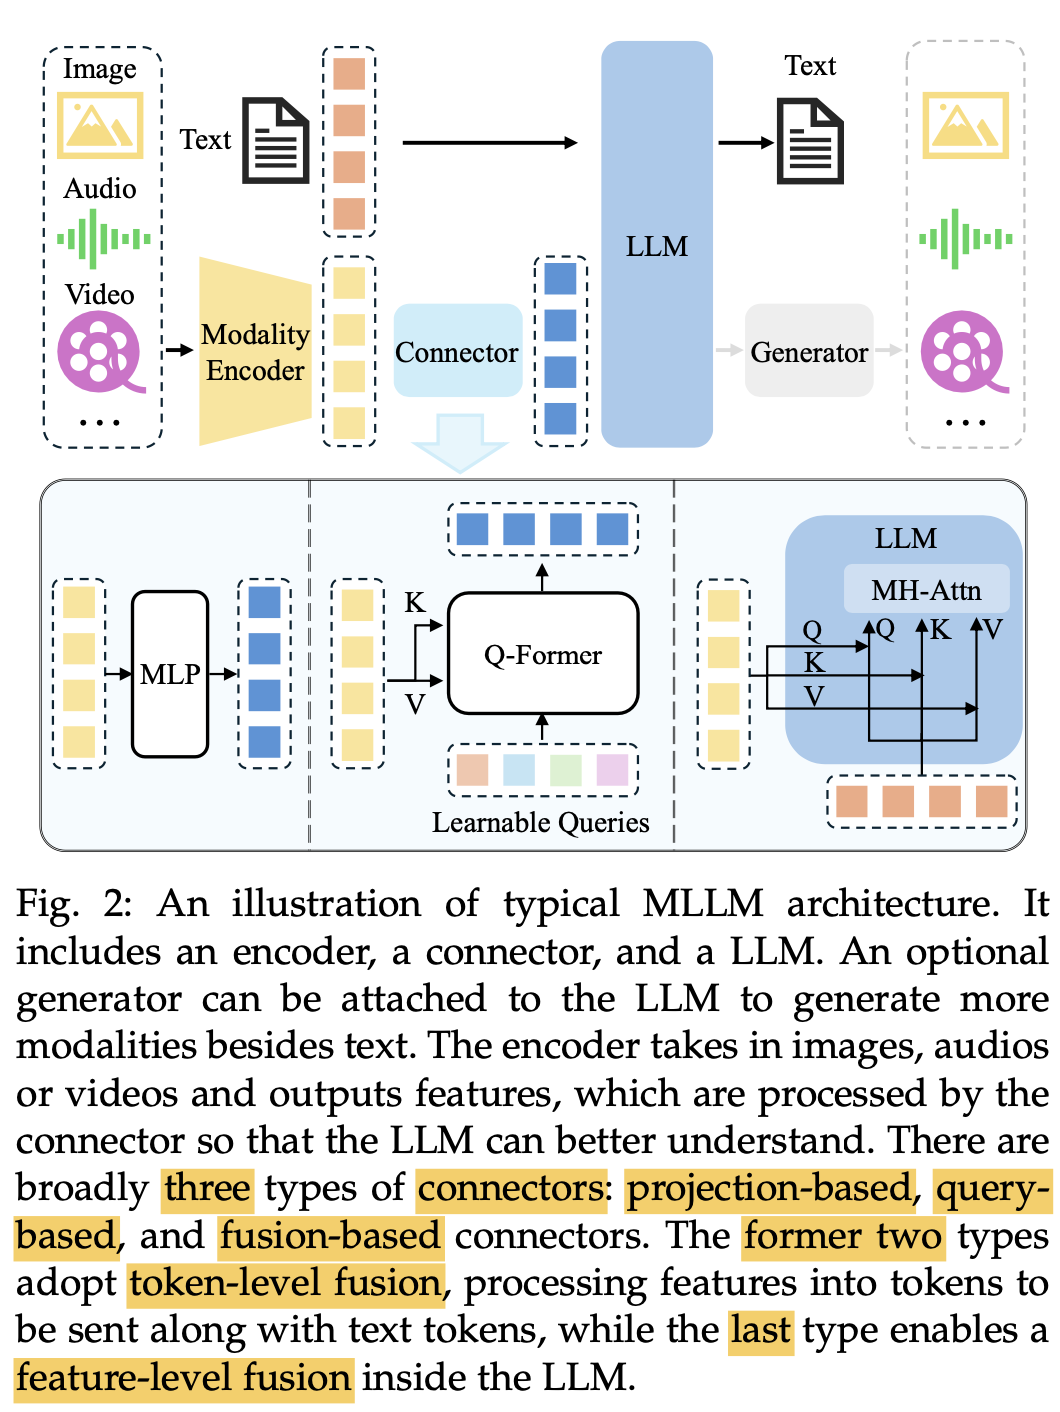 Image
Text
Text
Audio
LLM
Video
Modality
Encoder
Connector
Generator
...
...
LLM
MH-Attn
K
Q
Q
K
V
MLP
Q-Former
K
V
V
Learnable Queries
Fig. 2: An illustration of typical MLLM architecture. It
includes an encoder, a connector, and a LLM. An optional
generator can be attached to the LLM to generate more
modalities besides text. The encoder takes in images, audios
or videos and outputs features, which are processed by the
connector so that the LLM can better understand. There are
broadly three types of connectors: projection-based, query-
based, and fusion-based connectors. The former two types
adopt token-level fusion, processing features into tokens to
be sent along with text tokens, while the last type enables a
feature-level fusion inside the LLM.